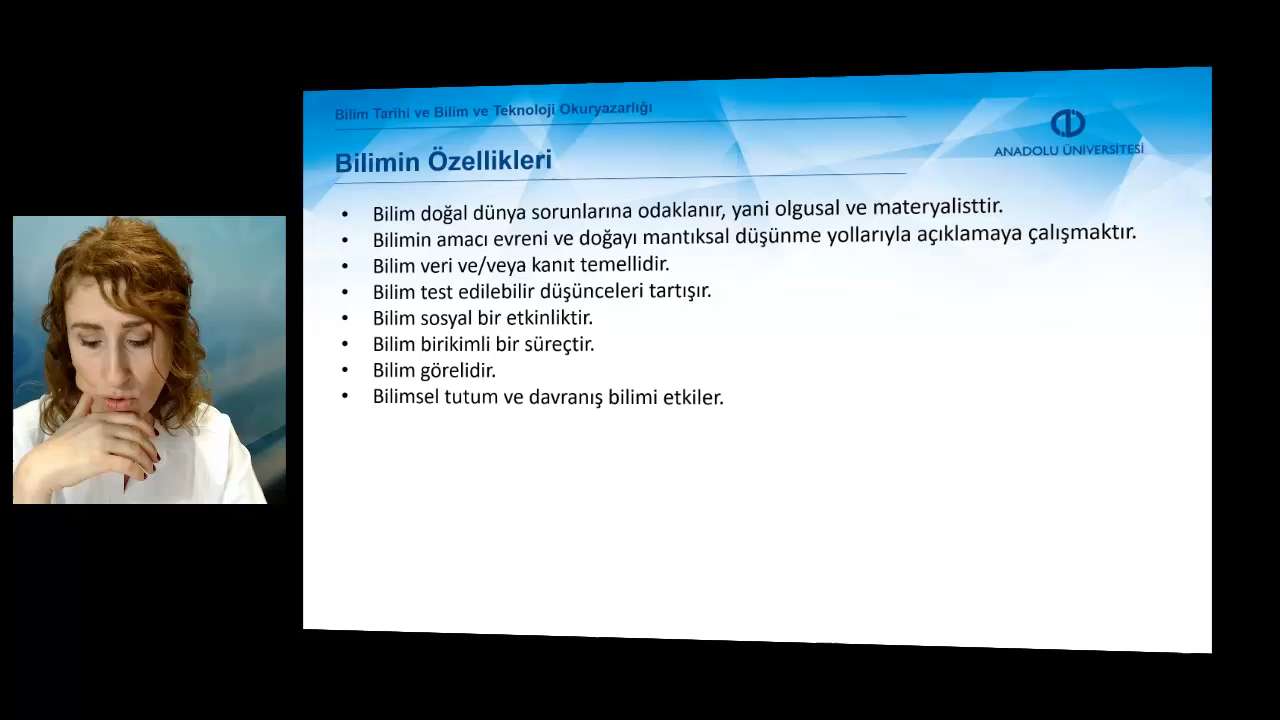 Bilim Tarihi ve Bilim ve Teknoloji Okuryazarlığı
ANADOLU ÜNİVERSİTESİ
Bilimin Özellikleri
• Bilim doğal dünya sorunlarına odaklanır, yani olgusal ve materyalisttir.
• Bilimin amacı evreni ve doğayı mantıksal düşünme yollarıyla açıklamaya çalışmaktır.
• Bilim veri ve/veya kanıt temellidir.
• Bilim test edilebilir düşünceleri tartışır.
• Bilim sosyal bir etkinliktir.
• Bilim birikimli bir süreçtir.
• Bilim görelidir.
• Bilimsel tutum ve davranış bilimi etkiler.